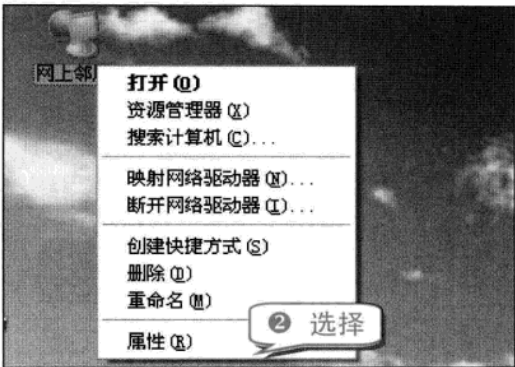 网上邻
打开(O)
资源管理器(X)
搜索计算机(C)...
映射网络驱动器(N)...
断开网络驱动器(I)...
创建快捷方式(S)
删除(D)
重命名(M)
属性(R)
❷ 选择